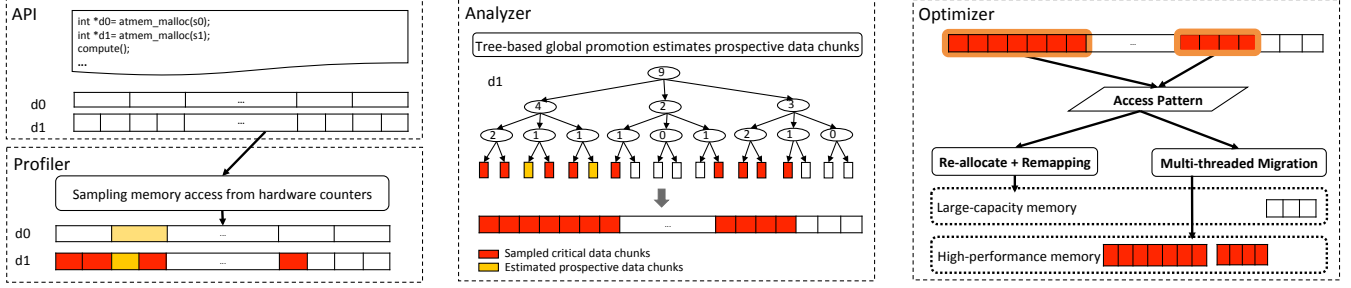 API
int *d0= atmem_malloc(s0);
int *d1= atmem_malloc(s1);
compute();
...
d0
...
d1
...
Profiler
Sampling memory access from hardware counters
d0
...
d1
...
Analyzer
Tree-based global promotion estimates prospective data chunks
d1
9
4 2 3
2 1 1 1 0 1 2 1 0
...
Sampled critical data chunks
Estimated prospective data chunks
Optimizer
...
Access Pattern
Re-allocate + Remapping
Multi-threaded Migration
Large-capacity memory
High-performance memory